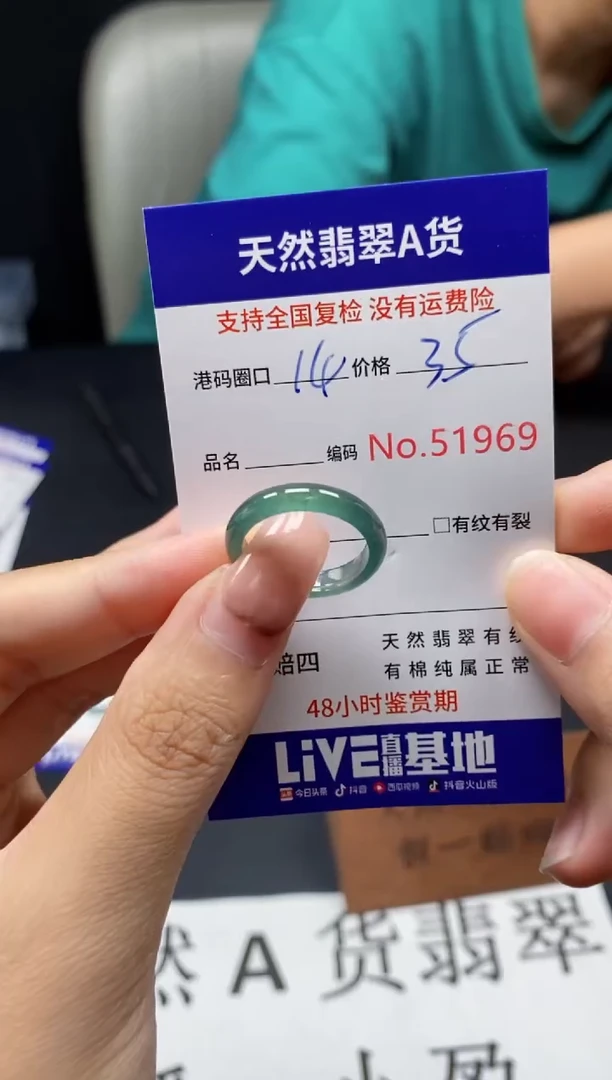 天然翡翠A货
支持全国复检 没有运费险
港码圈口 14 价格 35
品名 编码 No.51969
□有纹有裂
赔四
天然翡翠有纹
有棉纯属正常
48小时鉴赏期
LiVE直播基地
今日头条 抖音 西瓜视频 抖音火山版
然A货翡翠